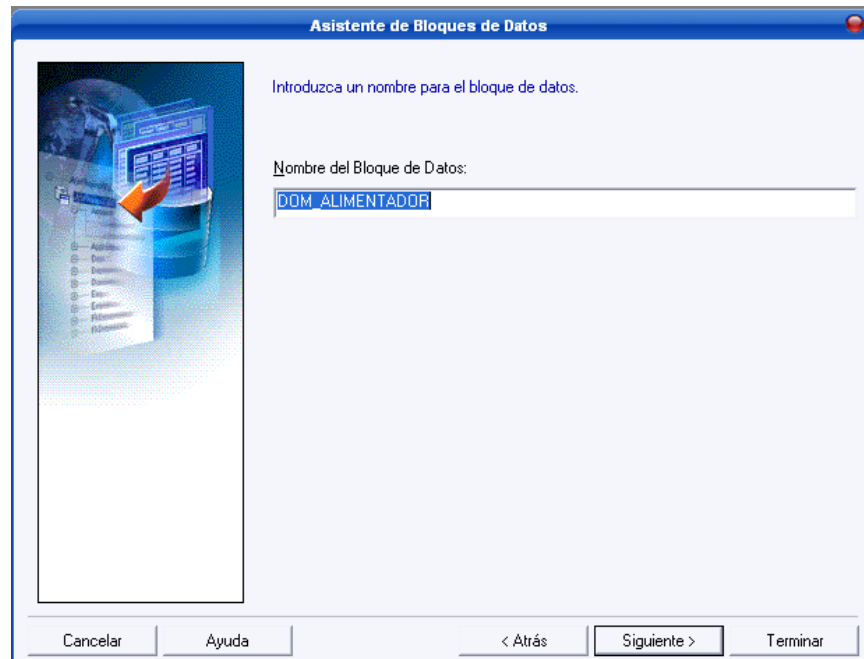 Asistente de Bloques de Datos
Introduzca un nombre para el bloque de datos.
Nombre del Bloque de Datos:
DOM_ALIMENTADOR
Cancelar
Ayuda
< Atrás
Siguiente >
Terminar